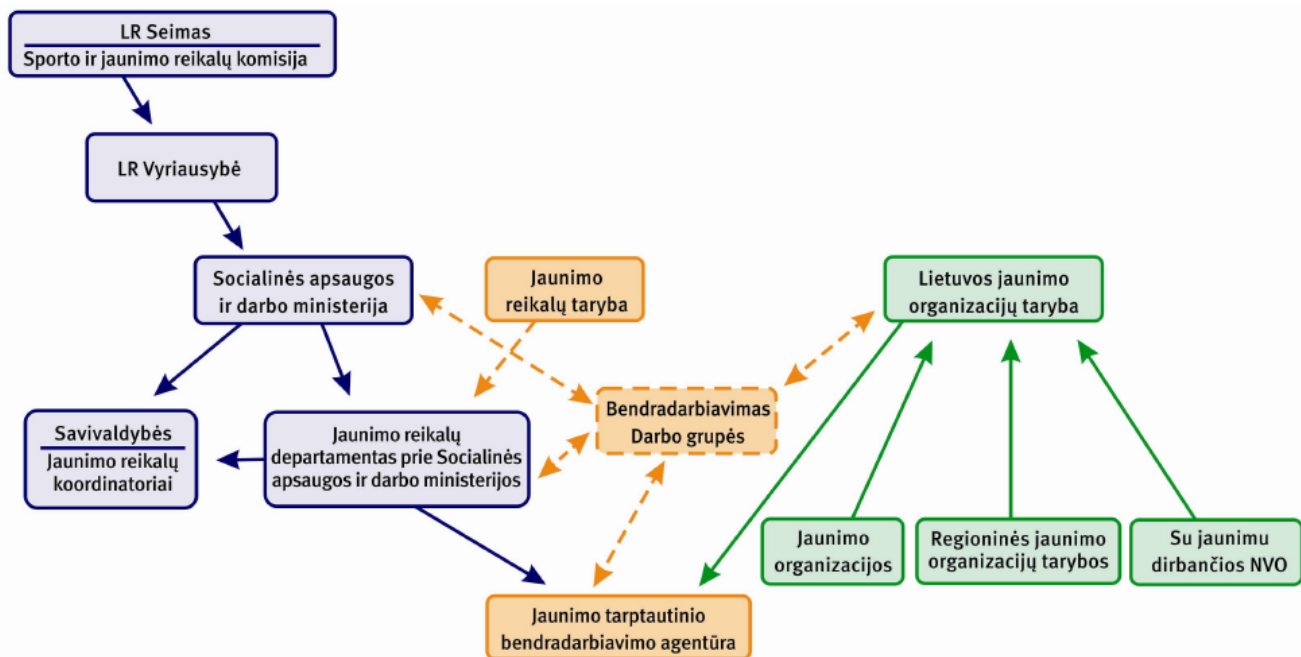 LR Seimas
Sporto ir jaunimo reikalų komisija
LR Vyriausybė
Socialinės apsaugos
ir darbo ministerija
Jaunimo
reikalų taryba
Lietuvos jaunimo
organizacijų taryba
Savivaldybės
Jaunimo reikalų
koordinatoriai
Jaunimo reikalų
departamentas prie Socialinės
apsaugos ir darbo ministerijos
Bendradarbiavimas
Darbo grupės
Jaunimo
organizacijos
Regioninės jaunimo
organizacijų tarybos
Su jaunimu
dirbančios NVO
Jaunimo tarptautinio
bendradarbiavimo agentūra